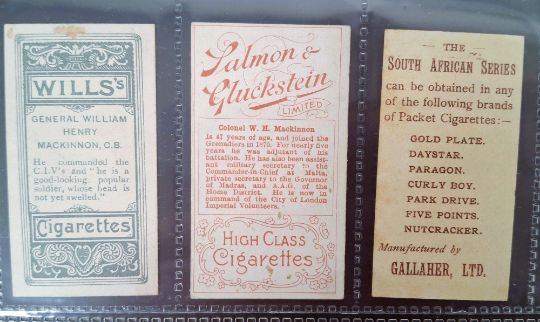 WILLS's
GENERAL WILLIAM
HENRY
MACKINNON, C.B.
He commanded the
C.I.V's and "he is a
good-looking, popular
soldier, whose head is
not yet swelled."
Cigarettes
Salmon &
Gluckstein
LIMITED
Colonel W. H. Mackinnon
is 47 years of age, and joined the
Grenadiers in 1870. For nearly five
years he was adjutant of his
battalion. He has also been assist-
ant military secretary to the
Commander-in-Chief at Malta,
private secretary to the Governor
of Madras, and A.A.G. of the
Home District. He is now in
command of the City of London
Imperial Volunteers.
HIGH CLASS
Cigarettes
— THE —
SOUTH AFRICAN SERIES
can be obtained in any
of the following brands
of Packet Cigarettes:—
GOLD PLATE.
DAYSTAR.
PARAGON.
CURLY BOY.
PARK DRIVE.
FIVE POINTS.
NUTCRACKER.
Manufactured by
GALLAHER, LTD.